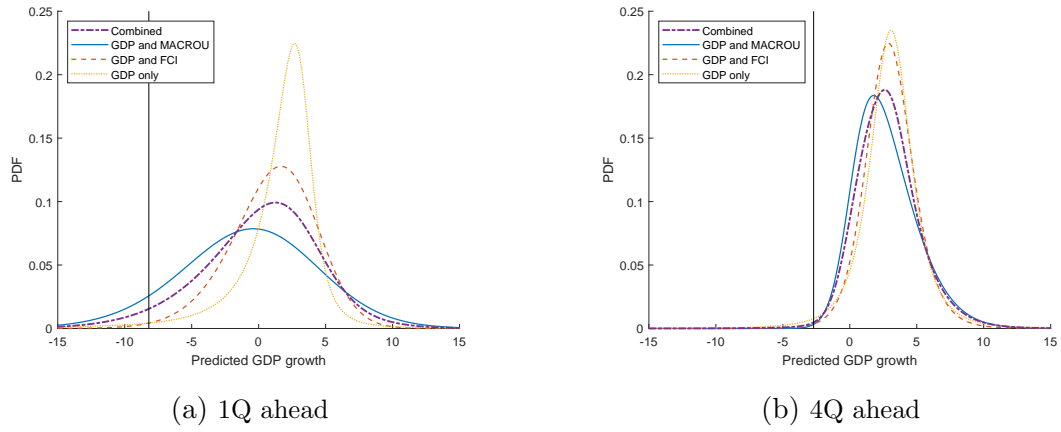 0.25
0.2
0.15
0.1
0.05
0
PDF
-15
-10
-5
0
5
10
15
Predicted GDP growth
Combined
GDP and MACROU
GDP and FCI
GDP only
(a) 1Q ahead
0.25
0.2
0.15
0.1
0.05
0
PDF
-15
-10
-5
0
5
10
15
Predicted GDP growth
Combined
GDP and MACROU
GDP and FCI
GDP only
(b) 4Q ahead